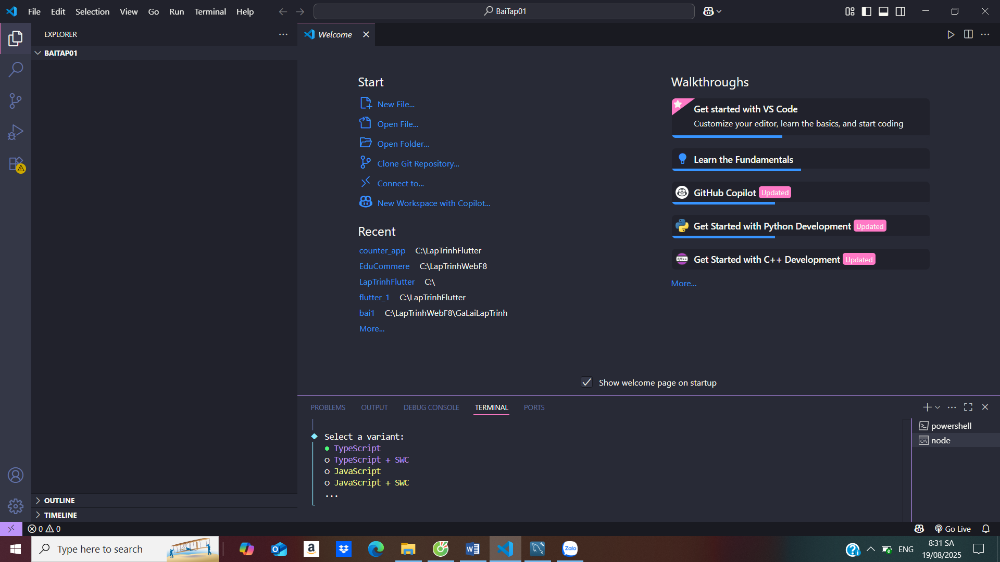 File Edit Selection View Go Run Terminal Help
BaiTap01
EXPLORER
BAITAP01
OUTLINE
TIMELINE
Welcome
Start
New File...
Open File...
Open Folder...
Clone Git Repository...
Connect to...
New Workspace with Copilot...
Recent
counter_app C:\LapTrinhFlutter
EduCommere C:\LapTrinhWebF8
LapTrinhFlutter C:\
flutter_1 C:\LapTrinhFlutter
bai1 C:\LapTrinhWebF8\GaLaiLapTrinh
More...
Walkthroughs
Get started with VS Code
Customize your editor, learn the basics, and start coding
Learn the Fundamentals
GitHub Copilot Updated
Get Started with Python Development Updated
C/C++ Get Started with C++ Development Updated
More...
Show welcome page on startup
PROBLEMS OUTPUT DEBUG CONSOLE TERMINAL PORTS
Select a variant:
TypeScript
TypeScript + SWC
JavaScript
JavaScript + SWC
...
powershell
node
0 0
Go Live
Type here to search
Zalo
ENG
8:31 SA
19/08/2025